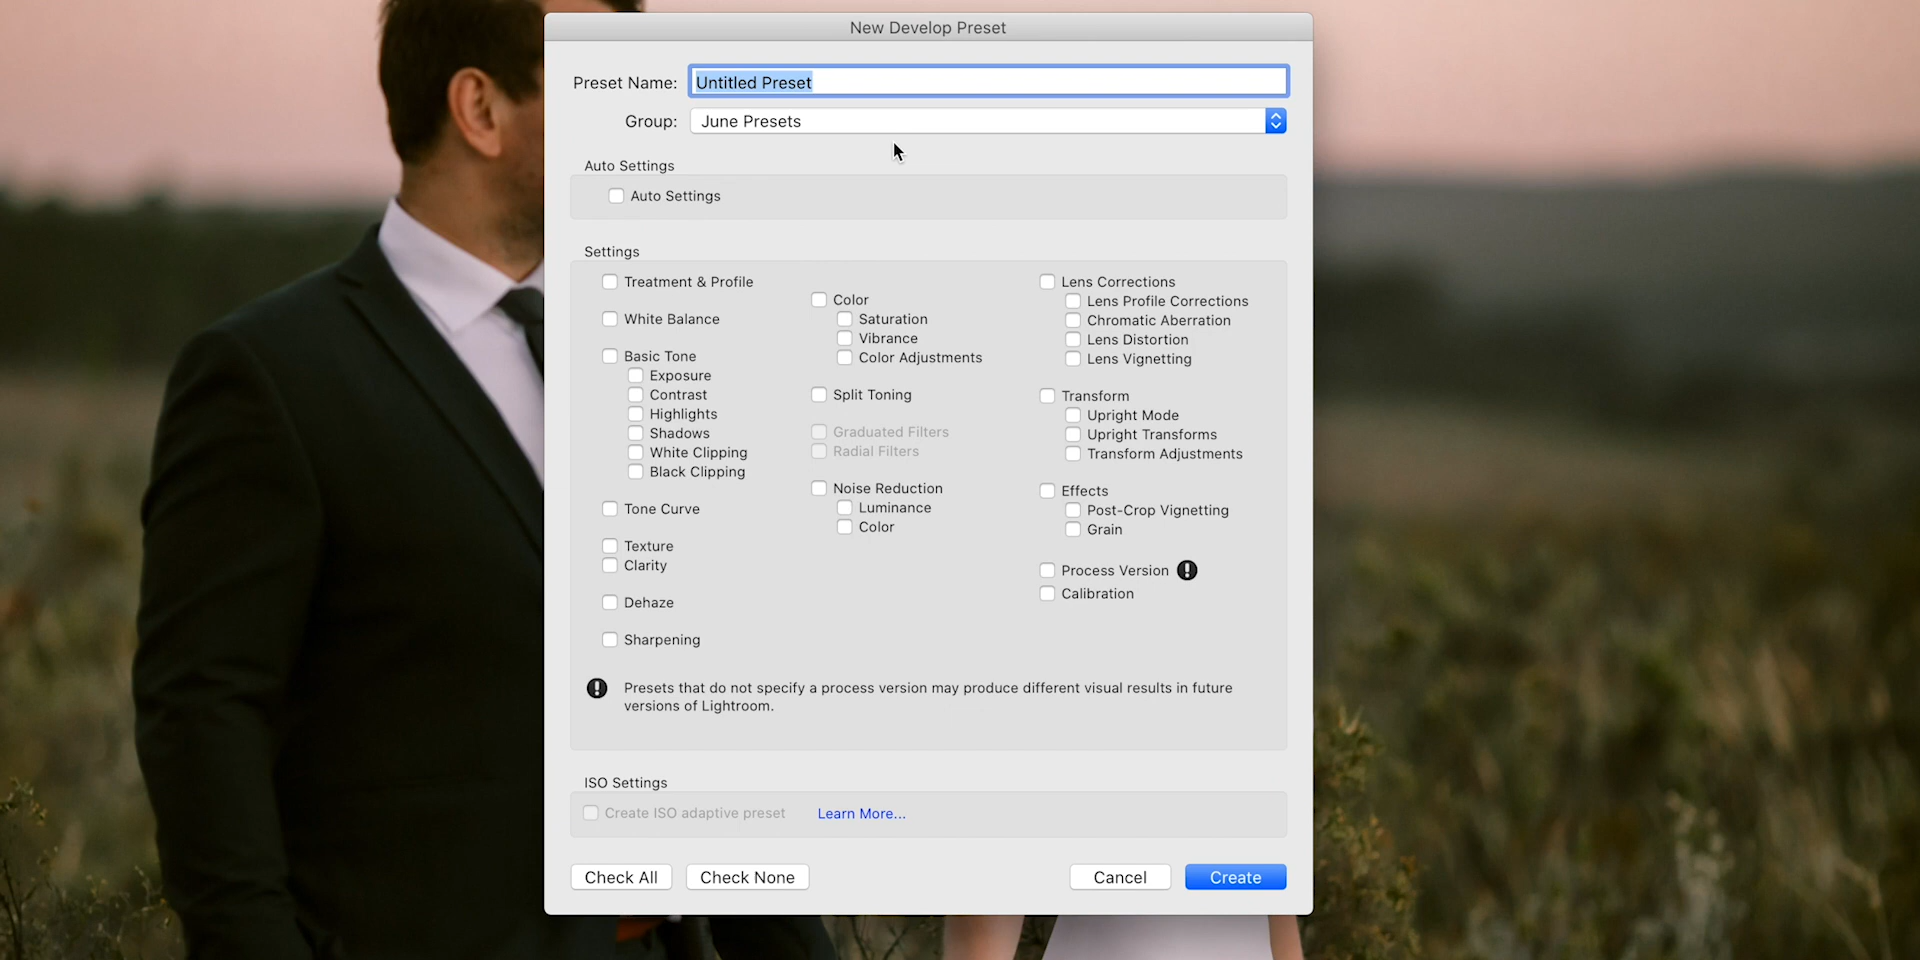 New Develop Preset
Preset Name: Untitled Preset
Group: June Presets
Auto Settings
Auto Settings
Settings
Treatment & Profile
White Balance
Basic Tone
Exposure
Contrast
Highlights
Shadows
White Clipping
Black Clipping
Tone Curve
Texture
Clarity
Dehaze
Sharpening
Color
Saturation
Vibrance
Color Adjustments
Split Toning
Graduated Filters
Radial Filters
Noise Reduction
Luminance
Color
Lens Corrections
Lens Profile Corrections
Chromatic Aberration
Lens Distortion
Lens Vignetting
Transform
Upright Mode
Upright Transforms
Transform Adjustments
Effects
Post-Crop Vignetting
Grain
Process Version
Calibration
Presets that do not specify a process version may produce different visual results in future
versions of Lightroom.
ISO Settings
Create ISO adaptive preset Learn More...
Check All Check None Cancel Create